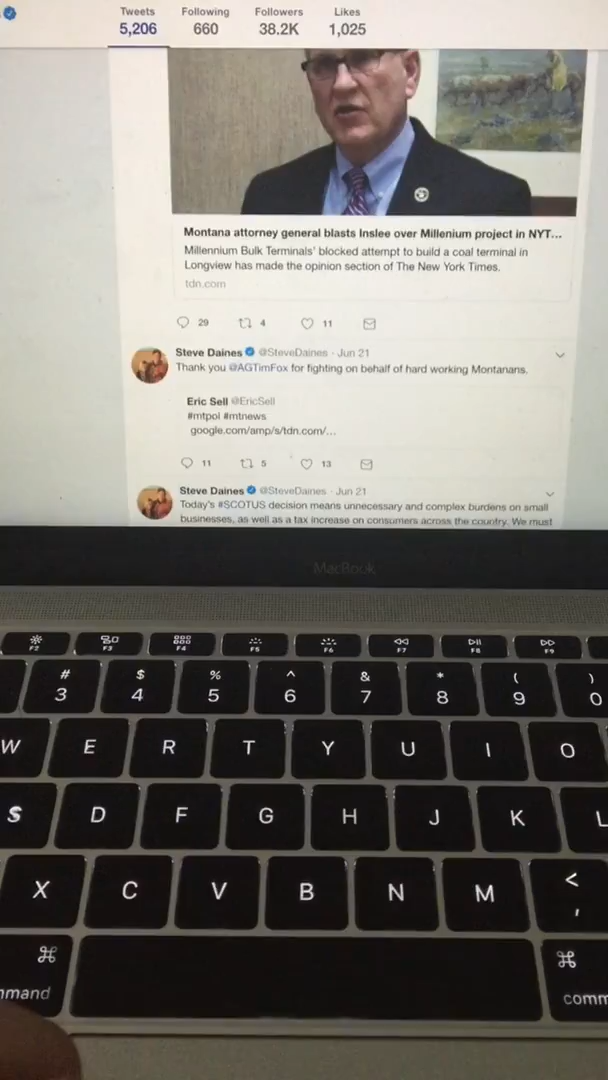 Tweets Following Followers Likes
5,206 660 38.2K 1,025
Montana attorney general blasts Inslee over Millenium project in NYT...
Millennium Bulk Terminals' blocked attempt to build a coal terminal in
Longview has made the opinion section of The New York Times.
tdn.com
29 4 11
Steve Daines @SteveDaines · Jun 21
Thank you @AGTimFox for fighting on behalf of hard working Montanans.
Eric Sell @EricSell
#mtpol #mtnews
google.com/amp/s/tdn.com/...
11 5 13
Steve Daines @SteveDaines · Jun 21
Today's #SCOTUS decision means unnecessary and complex burdens on small
businesses, as well as a tax increase on consumers across the country. We must
MacBook
F2 F3 F4 F5 F6 F7 F8 F9
# $ % ^ & * ( )
3 4 5 6 7 8 9 0
W E R T Y U I O
S D F G H J K L
X C V B N M <
,
⌘ ⌘
mmand comm